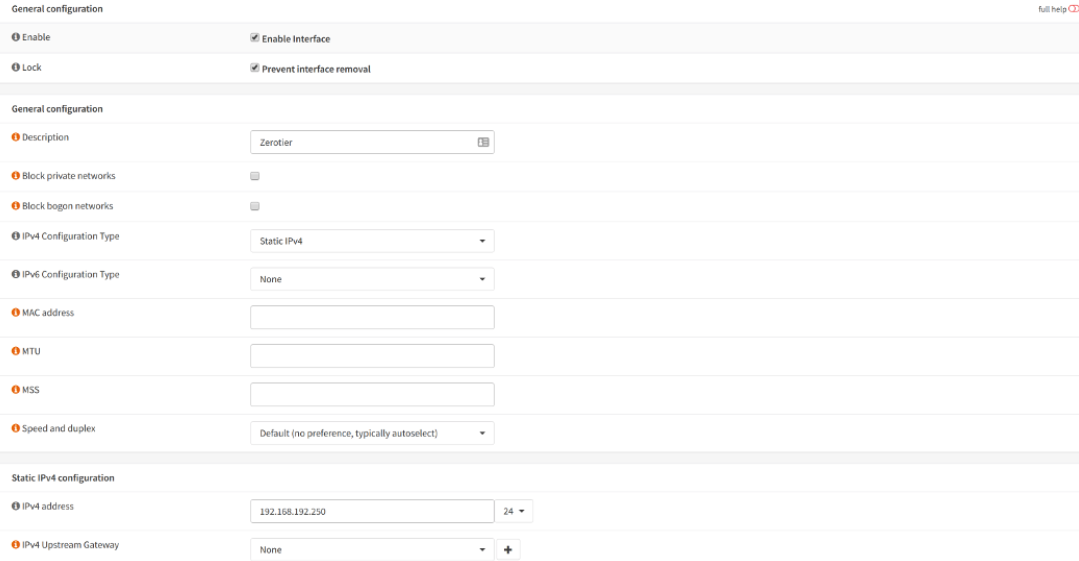 General configuration
full help
Enable
Enable Interface
Lock
Prevent interface removal
General configuration
Description
Zerotier
Block private networks
Block bogon networks
IPv4 Configuration Type
Static IPv4
IPv6 Configuration Type
None
MAC address
MTU
MSS
Speed and duplex
Default (no preference, typically autoselect)
Static IPv4 configuration
IPv4 address
192.168.192.250
24
IPv4 Upstream Gateway
None